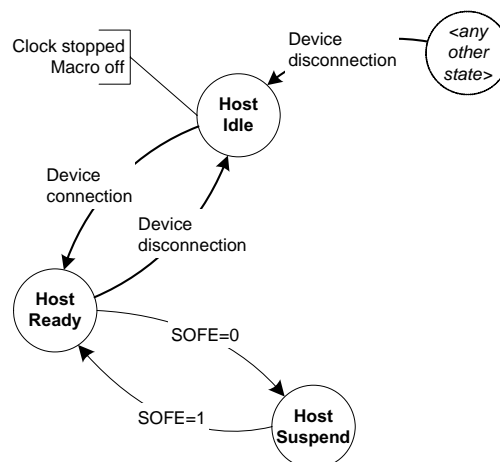 Clock stopped
Macro off
Device
disconnection
<any
other
state>
Host
Idle
Device
connection
Device
disconnection
Host
Ready
SOFE=0
SOFE=1
Host
Suspend